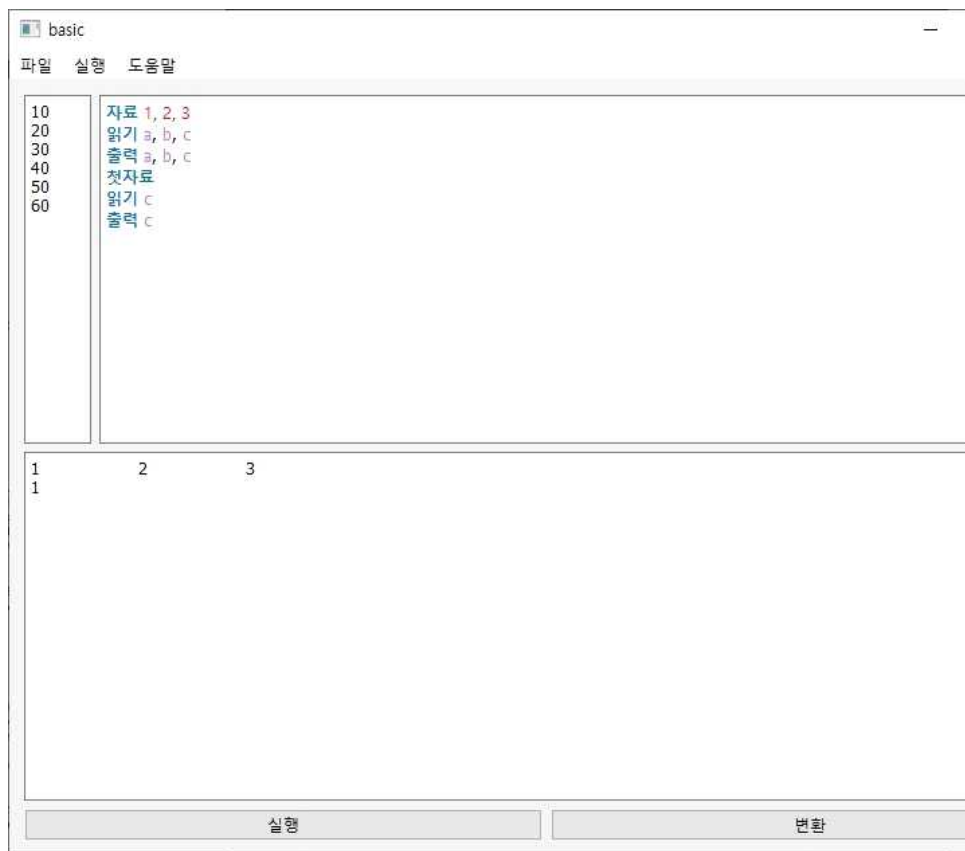 basic
파일 실행 도움말
10
20
30
40
50
60
자료 1, 2, 3
읽기 a, b, c
출력 a, b, c
첫자료
읽기 c
출력 c
1 2 3
1
실행 변환